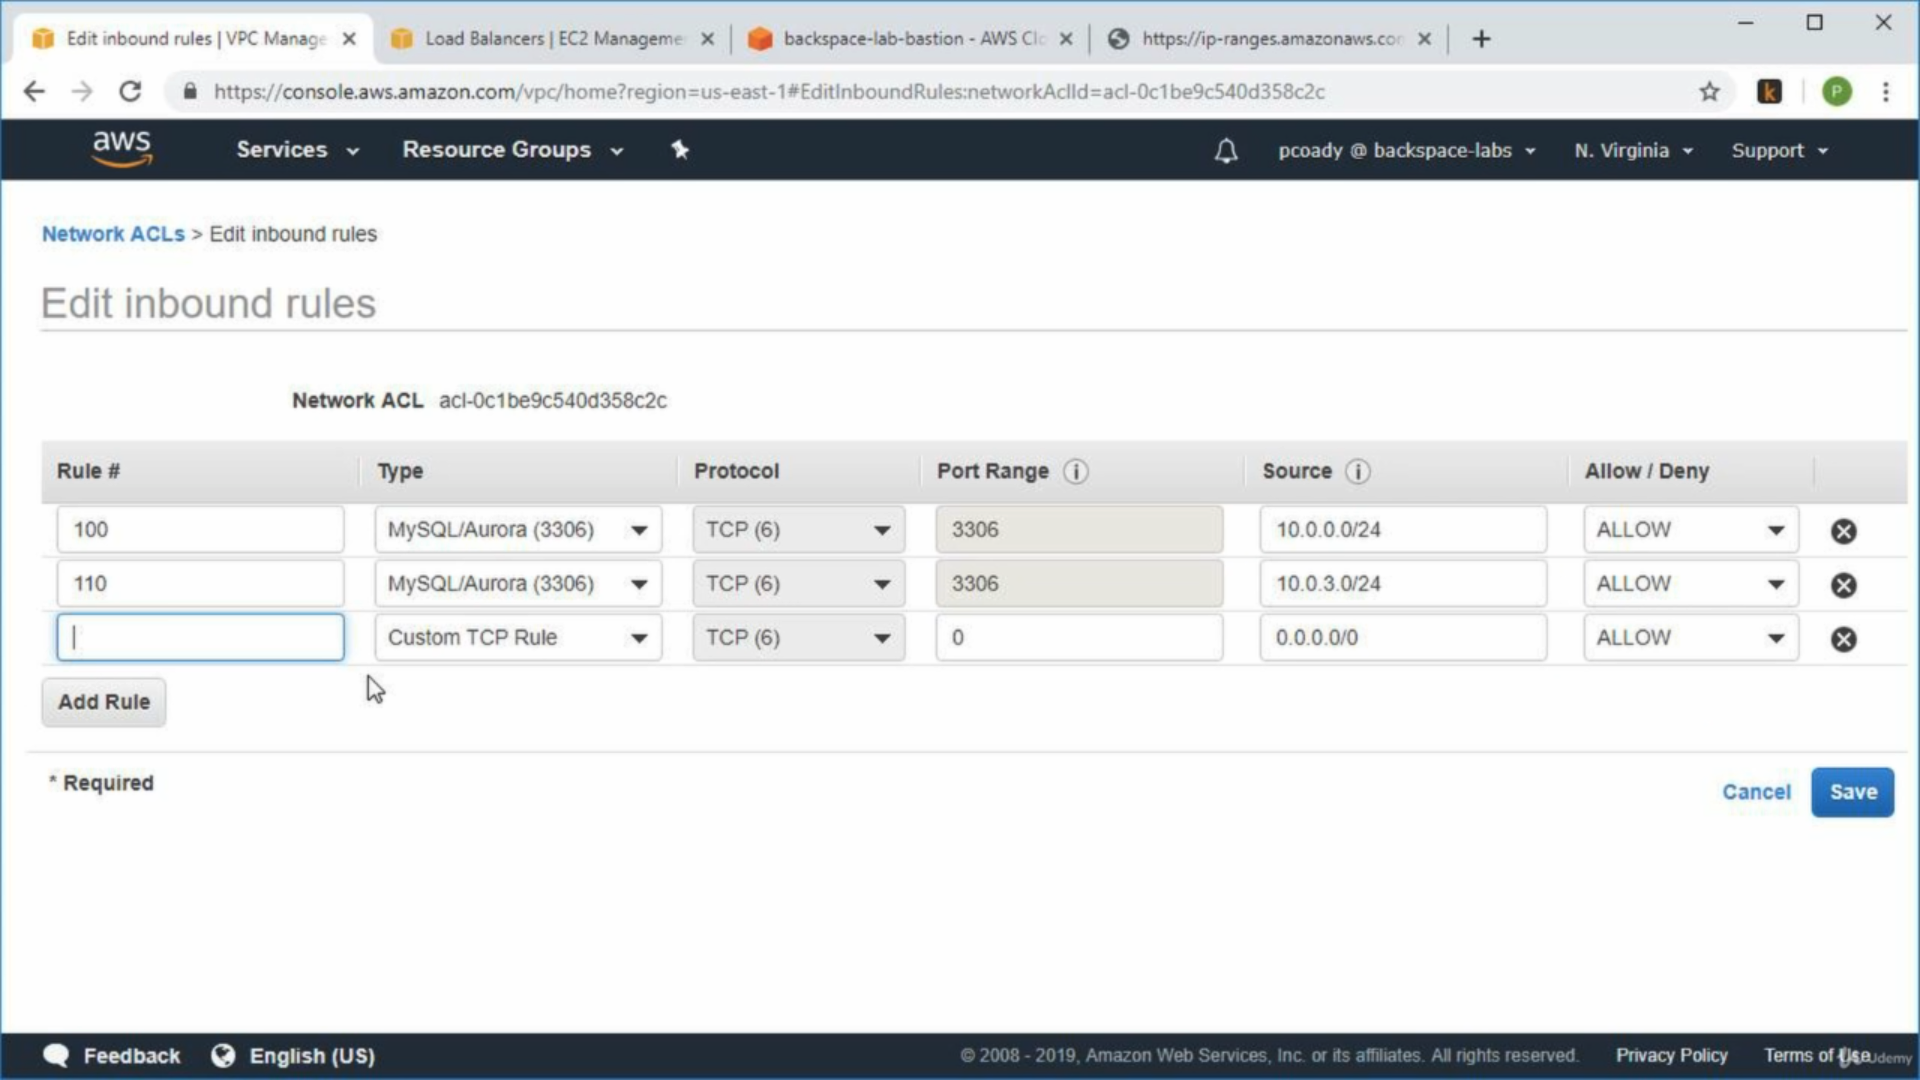 Edit inbound rules | VPC Manage
Load Balancers | EC2 Manageme
backspace-lab-bastion - AWS Clo
https://ip-ranges.amazonaws.co
https://console.aws.amazon.com/vpc/home?region=us-east-1#EditInboundRules:networkAclId=acl-0c1be9c540d358c2c
k
P
aws
Services
Resource Groups
pcoady @ backspace-labs
N. Virginia
Support
Network ACLs > Edit inbound rules
Edit inbound rules
Network ACL acl-0c1be9c540d358c2c
Rule # Type Protocol Port Range i Source i Allow / Deny
100 MySQL/Aurora (3306) TCP (6) 3306 10.0.0.0/24 ALLOW
110 MySQL/Aurora (3306) TCP (6) 3306 10.0.3.0/24 ALLOW
Custom TCP Rule TCP (6) 0 0.0.0.0/0 ALLOW
Add Rule
* Required
Cancel
Save
Feedback
English (US)
© 2008 - 2019, Amazon Web Services, Inc. or its affiliates. All rights reserved.
Privacy Policy
Terms of Use
Udemy